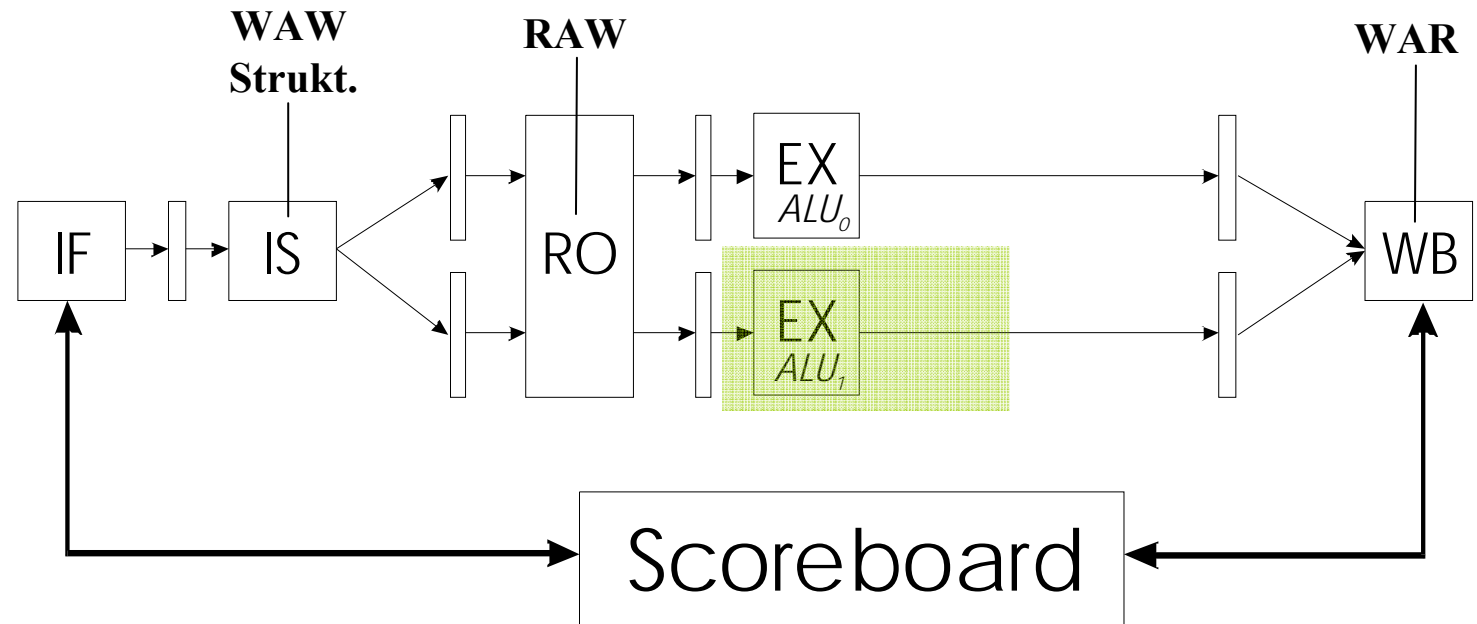 WAW
Strukt.
RAW
WAR
IF
IS
RO
EX
ALU₀
EX
ALU₁
WB
Scoreboard